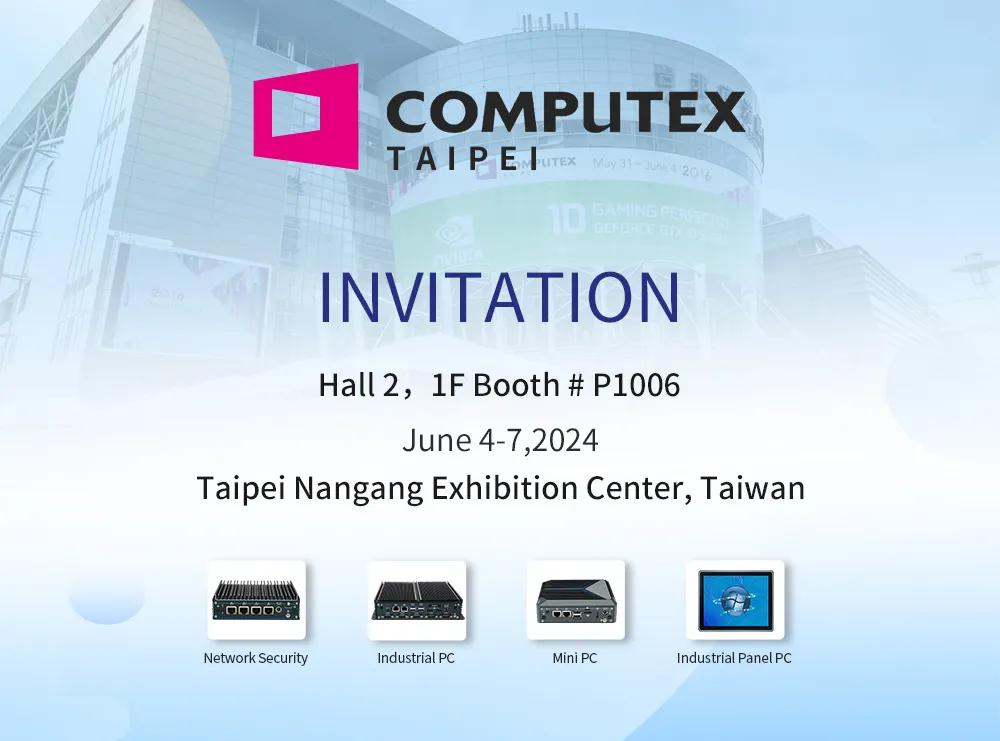 COMPUTEX
TAIPEI
COMPUTEX May 31 - June 4 2016
NVIDIA
10 GAMING PERFECTED
GEFORCE GTX 10
2016
INVITATION
Hall 2，1F Booth # P1006
June 4-7,2024
Taipei Nangang Exhibition Center, Taiwan
Network Security
Industrial PC
Mini PC
Industrial Panel PC